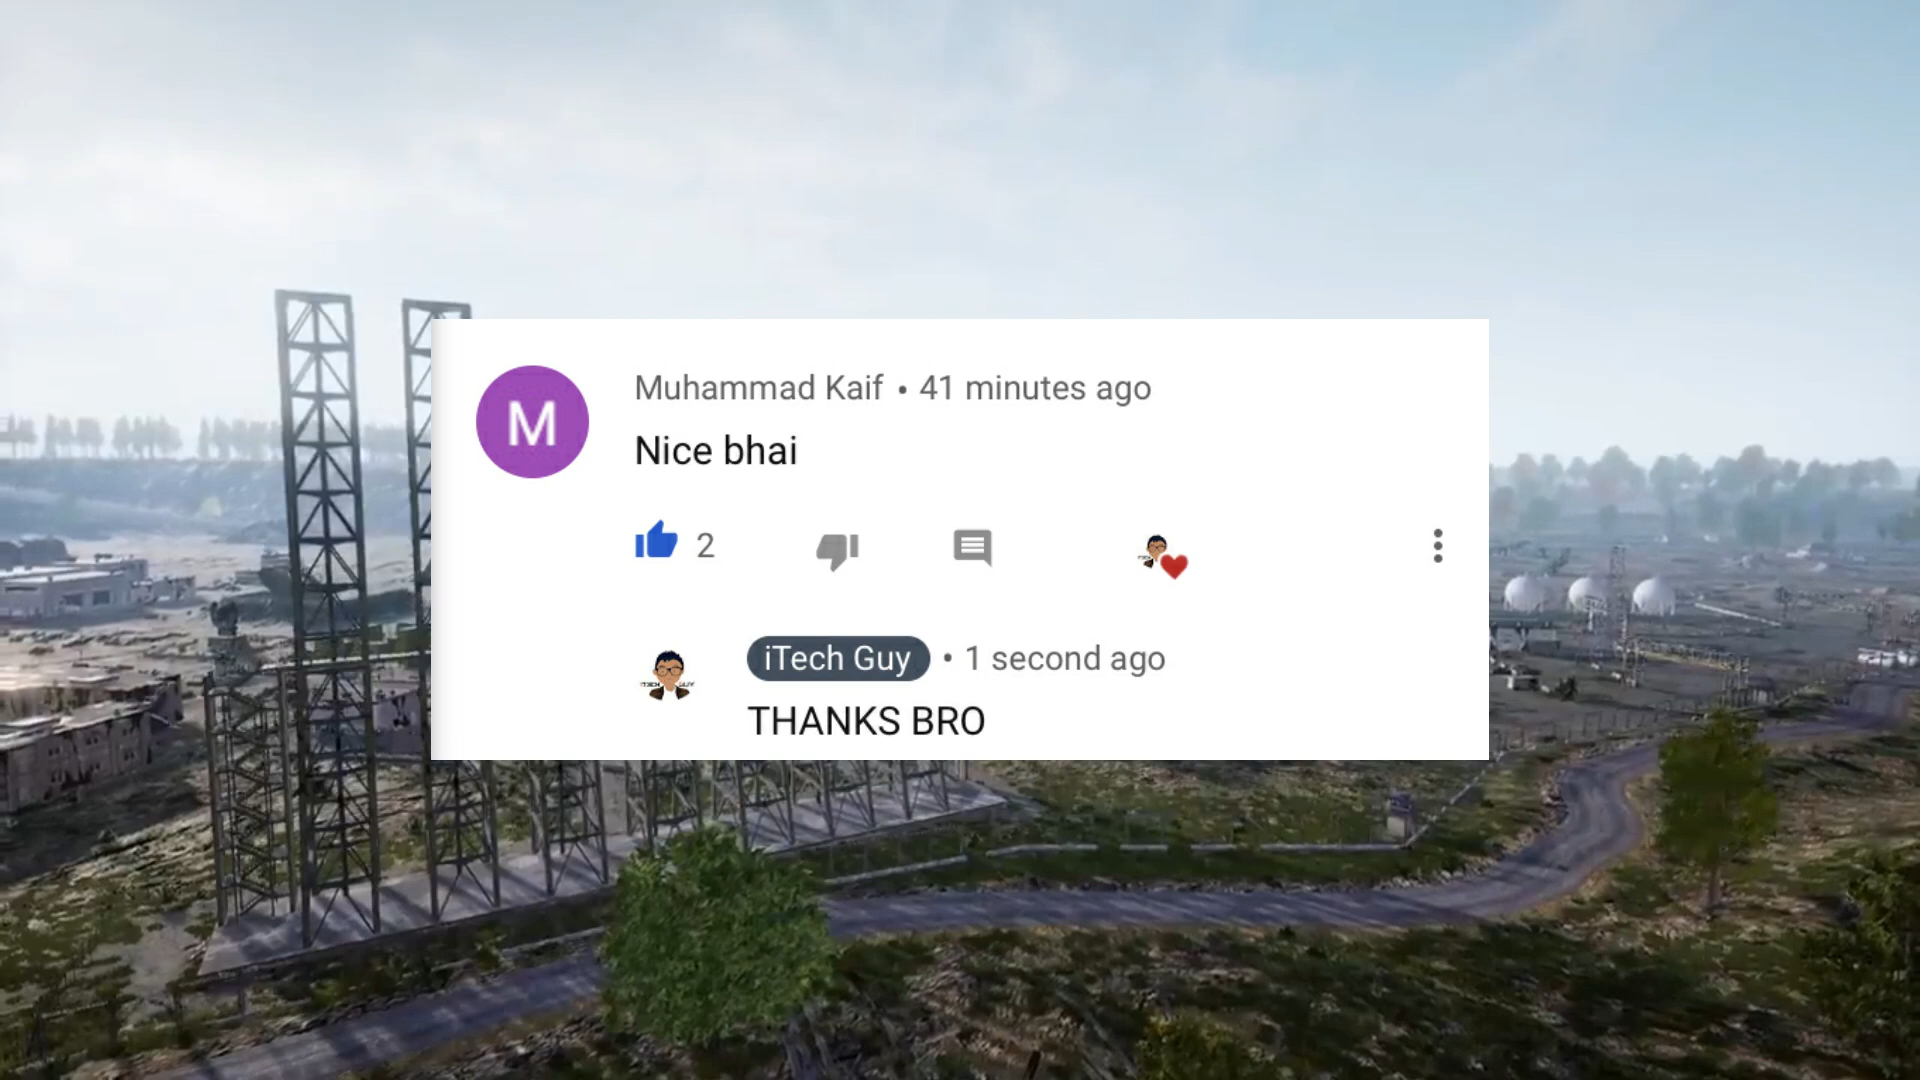 M
Muhammad Kaif • 41 minutes ago
Nice bhai
2
iTech Guy • 1 second ago
THANKS BRO